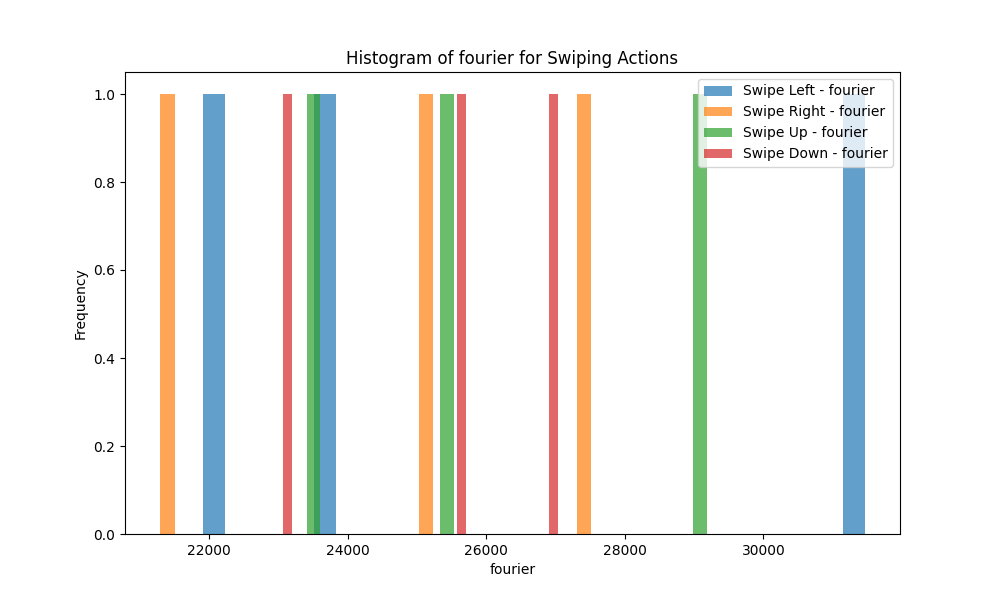 Histogram of fourier for Swiping Actions
Swipe Left - fourier
Swipe Right - fourier
Swipe Up - fourier
Swipe Down - fourier
1.0
0.8
0.6
0.4
0.2
0.0
Frequency
22000 24000 26000 28000 30000
fourier